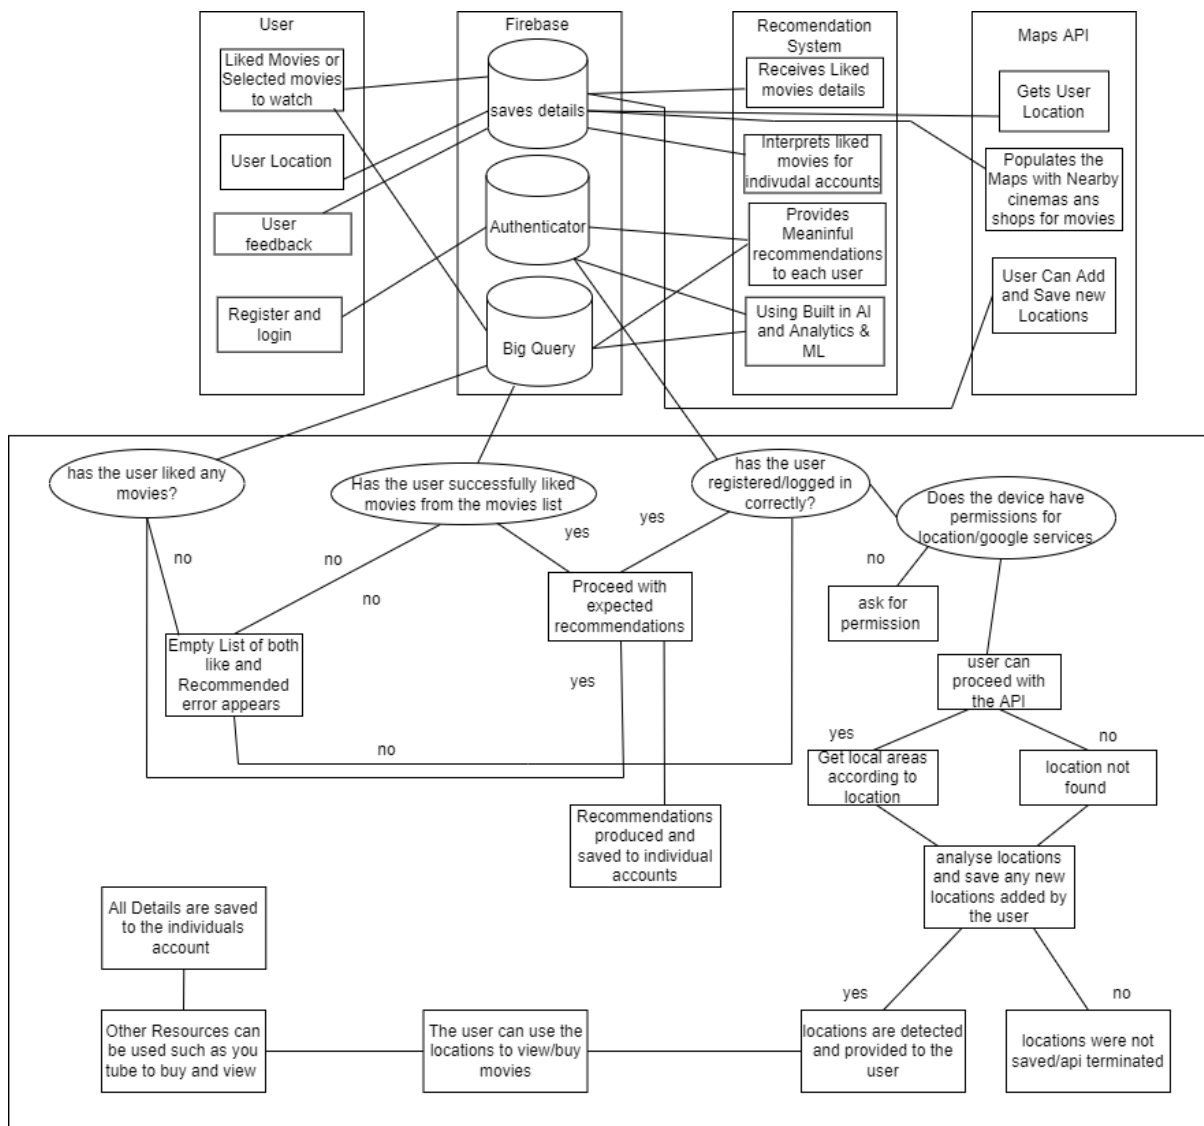 User
Liked Movies or
Selected movies
to watch
User Location
User
feedback
Register and
login
Firebase
saves details
Authenticator
Big Query
Recomendation
System
Receives Liked
movies details
Interprets liked
movies for
indivudal accounts
Provides
Meaninful
recommendations
to each user
Using Built in AI
and Analytics &
ML
Maps API
Gets User
Location
Populates the
Maps with Nearby
cinemas ans
shops for movies
User Can Add
and Save new
Locations
has the user liked any
movies?
Has the user successfully liked
movies from the movies list
has the user
registered/logged in
correctly?
Does the device have
permissions for
location/google services
no
no
no
yes
yes
no
Proceed with
expected
recommendations
ask for
permission
Empty List of both
like and
Recommended
error appears
yes
no
user can
proceed with
the API
yes
no
Get local areas
according to
location
location not
found
Recommendations
produced and
saved to individual
accounts
analyse locations
and save any new
locations added by
the user
All Details are saved
to the individuals
account
yes
no
Other Resources can
be used such as you
tube to buy and view
The user can use the
locations to view/buy
movies
locations are detected
and provided to the
user
locations were not
saved/api terminated